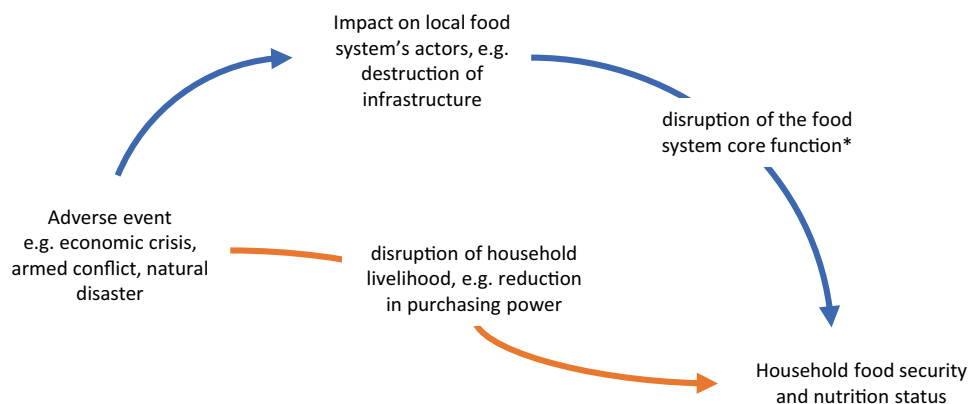 Impact on local food
system’s actors, e.g.
destruction of
infrastructure
disruption of the food
system core function*
Adverse event
e.g. economic crisis,
armed conflict, natural
disaster
disruption of household
livelihood, e.g. reduction
in purchasing power
Household food security
and nutrition status